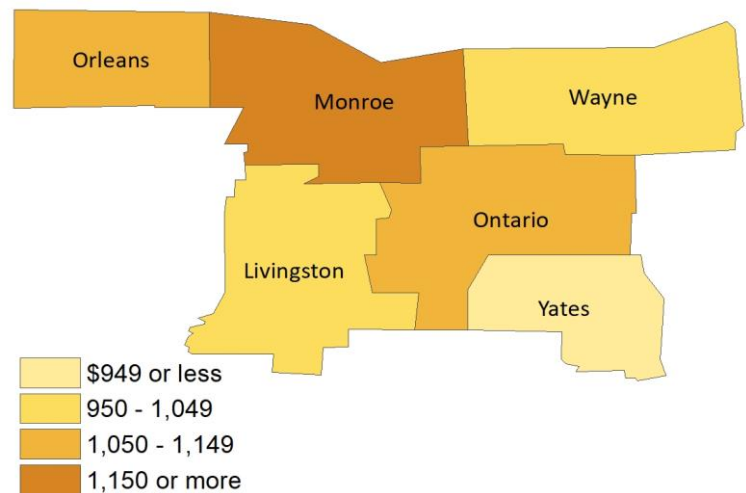 Orleans
Monroe
Wayne
Ontario
Livingston
Yates
$949 or less
950 - 1,049
1,050 - 1,149
1,150 or more